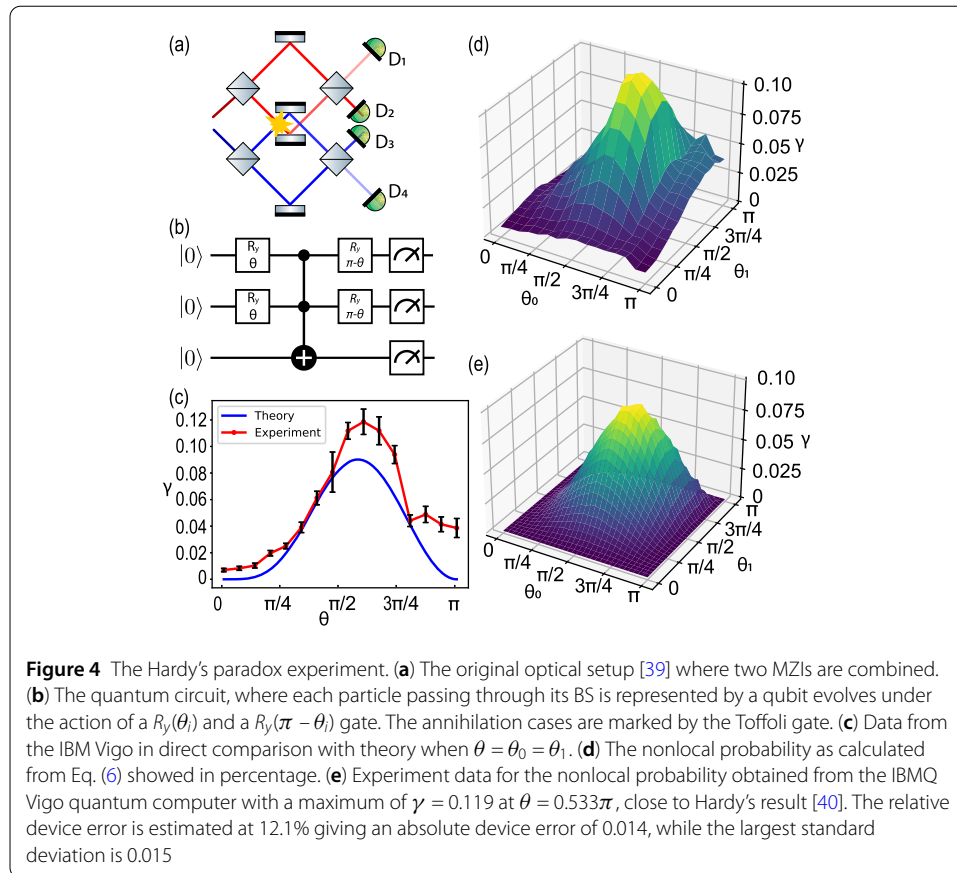 (a)
D₁
D₂
D₃
D₄
(b)
|0⟩ Ry θ Ry π-θ
|0⟩ Ry θ Ry π-θ
|0⟩
(c)
Theory
Experiment
γ
0.12
0.10
0.08
0.06
0.04
0.02
0
0 π/4 π/2 3π/4 π
θ
(d)
0.10
0.075
0.05 γ
0.025
0
π
3π/4
π/2 θ₁
π/4
0
0 π/4 π/2 3π/4 π
θ₀
(e)
0.10
0.075
0.05 γ
0.025
0
π
3π/4
π/2 θ₁
π/4
0
0 π/4 π/2 3π/4 π
θ₀
Figure 4 The Hardy's paradox experiment. (a) The original optical setup [39] where two MZIs are combined.
(b) The quantum circuit, where each particle passing through its BS is represented by a qubit evolves under
the action of a Ry(θi) and a Ry(π – θi) gate. The annihilation cases are marked by the Toffoli gate. (c) Data from
the IBM Vigo in direct comparison with theory when θ = θ₀ = θ₁. (d) The nonlocal probability as calculated
from Eq. (6) showed in percentage. (e) Experiment data for the nonlocal probability obtained from the IBMQ
Vigo quantum computer with a maximum of γ = 0.119 at θ = 0.533π, close to Hardy's result [40]. The relative
device error is estimated at 12.1% giving an absolute device error of 0.014, while the largest standard
deviation is 0.015